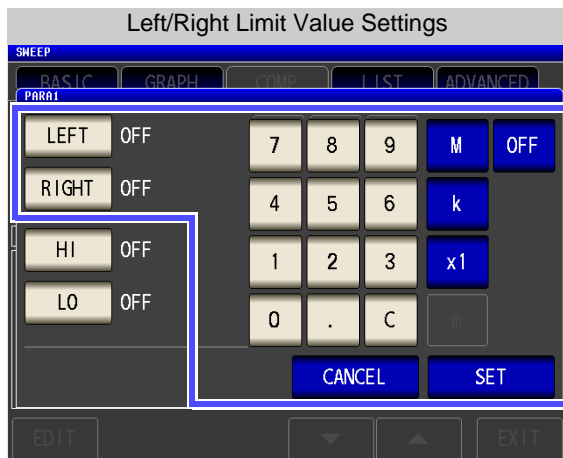 Left/Right Limit Value Settings
SWEEP
BASIC GRAPH COMP LIST ADVANCED
PARA1
LEFT OFF 7 8 9 M OFF
RIGHT OFF 4 5 6 k
HI OFF 1 2 3 x1
LO OFF 0 . C m
CANCEL SET
EDIT EXIT